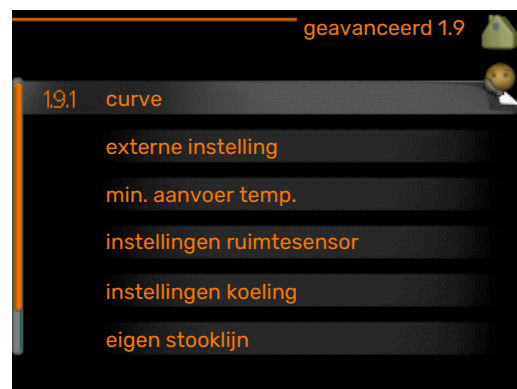 geavanceerd 1.9
1.9.1 curve
externe instelling
min. aanvoer temp.
instellingen ruimtesensor
instellingen koeling
eigen stooklijn